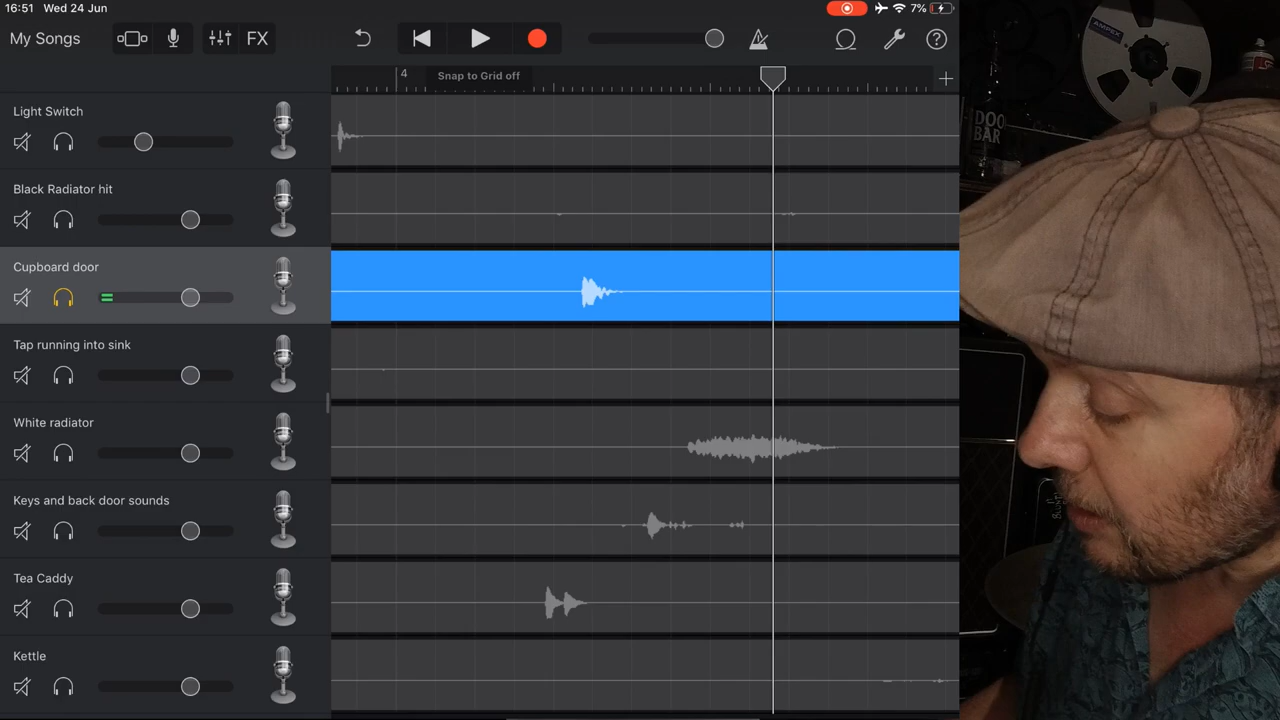 16:51 Wed 24 Jun
7%
My Songs
FX
4
Snap to Grid off
Light Switch
Black Radiator hit
Cupboard door
Tap running into sink
White radiator
Keys and back door sounds
Tea Caddy
Kettle
AMPEX
DOO
BAR